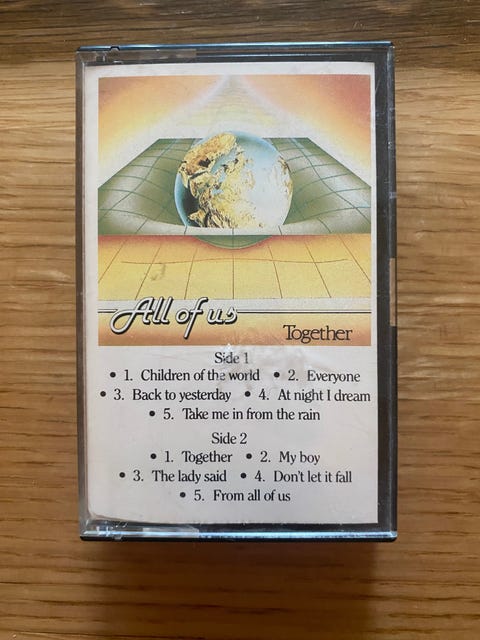 All of us
Together
Side 1
• 1. Children of the world • 2. Everyone
• 3. Back to yesterday • 4. At night I dream
• 5. Take me in from the rain
Side 2
• 1. Together • 2. My boy
• 3. The lady said • 4. Don't let it fall
• 5. From all of us